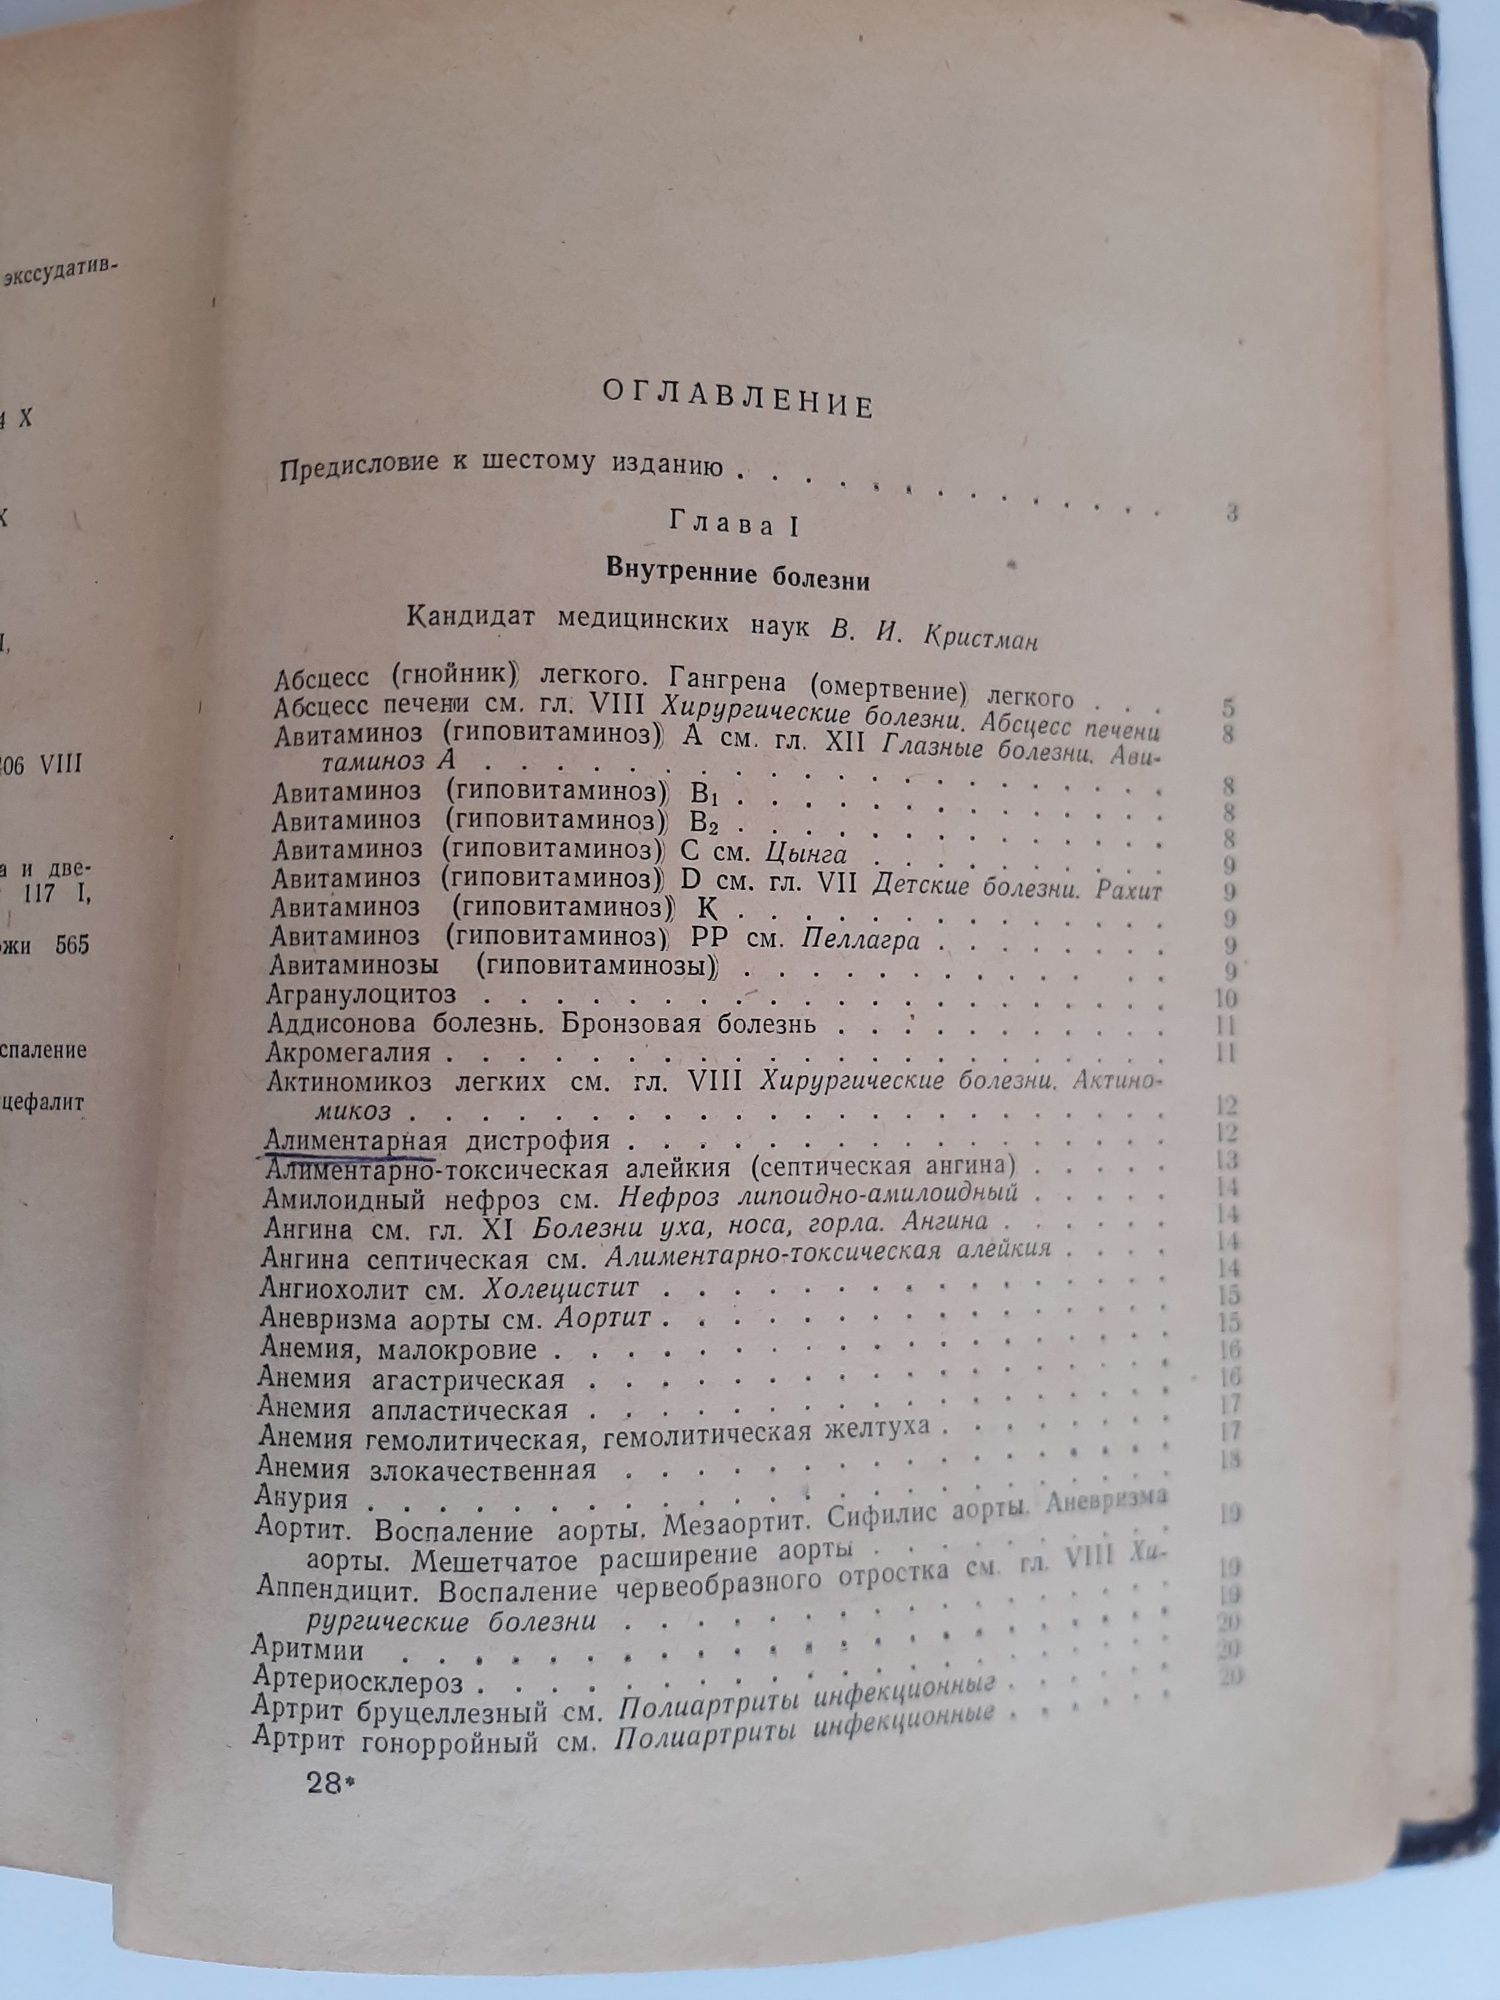 экссудатив-
4 X
X
I,
06 VIII
а и две-
117 I,
жи 565
спаление
цефалит
ОГЛАВЛЕНИЕ
Предисловие к шестому изданию . . . . . . . . . . . . . . 3
Глава I
Внутренние болезни
Кандидат медицинских наук В. И. Кристман
Абсцесс (гнойник) легкого. Гангрена (омертвение) легкого . . . 5
Абсцесс печени см. гл. VIII Хирургические болезни. Абсцесс печени 8
Авитаминоз (гиповитаминоз) А см. гл. XII Глазные болезни. Ави-
таминоз А . . . . . . . . . . . . . . . . . . . 8
Авитаминоз (гиповитаминоз) В₁ . . . . . . . . . . . . 8
Авитаминоз (гиповитаминоз) В₂ . . . . . . . . . . . . 8
Авитаминоз (гиповитаминоз) С см. Цынга . . . . . . . . . 9
Авитаминоз (гиповитаминоз) D см. гл. VII Детские болезни. Рахит 9
Авитаминоз (гиповитаминоз) К . . . . . . . . . . . . 9
Авитаминоз (гиповитаминоз) РР см. Пеллагра . . . . . . . 9
Авитаминозы (гиповитаминозы) . . . . . . . . . . . . 9
Агранулоцитоз . . . . . . . . . . . . . . . . . . . 10
Аддисонова болезнь. Бронзовая болезнь . . . . . . . . . . 11
Акромегалия . . . . . . . . . . . . . . . . . . . . 11
Актиномикоз легких см. гл. VIII Хирургические болезни. Актино-
микоз . . . . . . . . . . . . . . . . . . . . . 12
Алиментарная дистрофия . . . . . . . . . . . . . . . 12
Алиментарно-токсическая алейкия (септическая ангина) . . . . . 13
Амилоидный нефроз см. Нефроз липоидно-амилоидный . . . . . 14
Ангина см. гл. XI Болезни уха, носа, горла. Ангина . . . . . . 14
Ангина септическая см. Алиментарно-токсическая алейкия . . . . 14
Ангиохолит см. Холецистит . . . . . . . . . . . . . . 14
Аневризма аорты см. Аортит . . . . . . . . . . . . . . 15
Анемия, малокровие . . . . . . . . . . . . . . . . . 15
Анемия агастрическая . . . . . . . . . . . . . . . . 16
Анемия апластическая . . . . . . . . . . . . . . . . 16
Анемия гемолитическая, гемолитическая желтуха . . . . . . . 17
Анемия злокачественная . . . . . . . . . . . . . . . 17
Анурия . . . . . . . . . . . . . . . . . . . . . . 18
Аортит. Воспаление аорты. Мезаортит. Сифилис аорты. Аневризма
аорты. Мешетчатое расширение аорты . . . . . . . . . 19
Аппендицит. Воспаление червеобразного отростка см. гл. VIII Хи-
рургические болезни . . . . . . . . . . . . . . . 19
Аритмии . . . . . . . . . . . . . . . . . . . . . 19
Артериосклероз . . . . . . . . . . . . . . . . . . . 20
Артрит бруцеллезный см. Полиартриты инфекционные . . . . . 20
Артрит гонорройный см. Полиартриты инфекционные . . . . . 20
28*